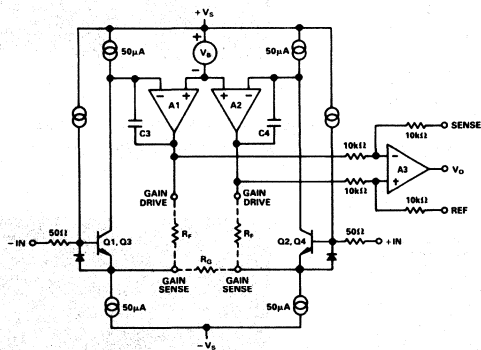 +Vs
+
50μA
VB
50μA
−
− +
+ −
A1
A2
C3
C4
SENSE
10kΩ
10kΩ
−
A3
VO
+
GAIN
DRIVE
GAIN
DRIVE
10kΩ
10kΩ
REF
50Ω
−IN
Q1, Q3
RF
RF
Q2, Q4
50Ω
+IN
RG
GAIN
SENSE
GAIN
SENSE
50μA
50μA
−Vs